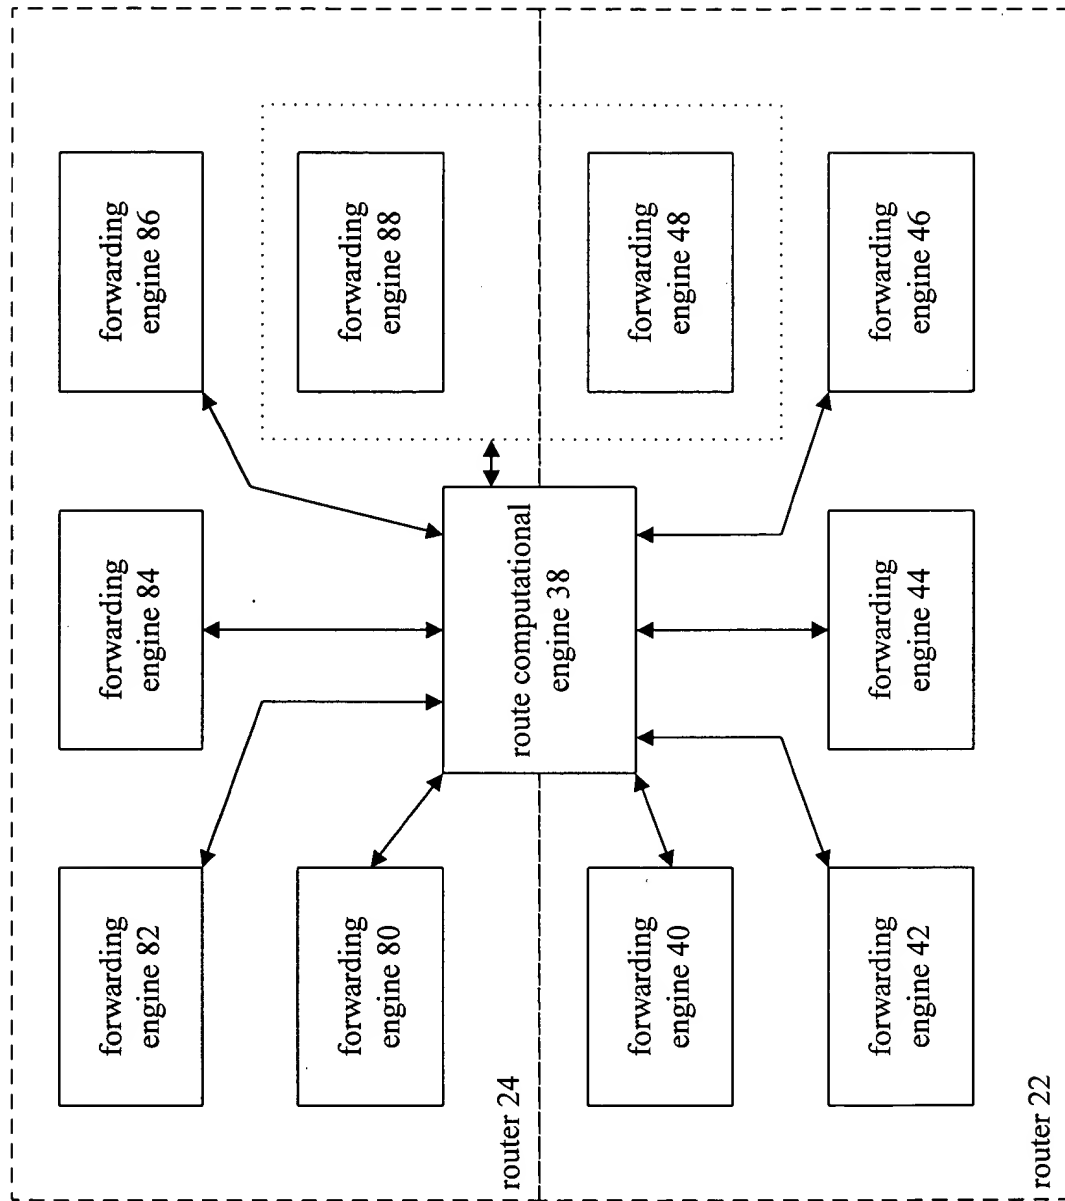 forwarding
engine 82
forwarding
engine 84
forwarding
engine 86
forwarding
engine 80
forwarding
engine 88
router 24
route computational
engine 38
forwarding
engine 40
forwarding
engine 48
forwarding
engine 42
forwarding
engine 44
forwarding
engine 46
router 22